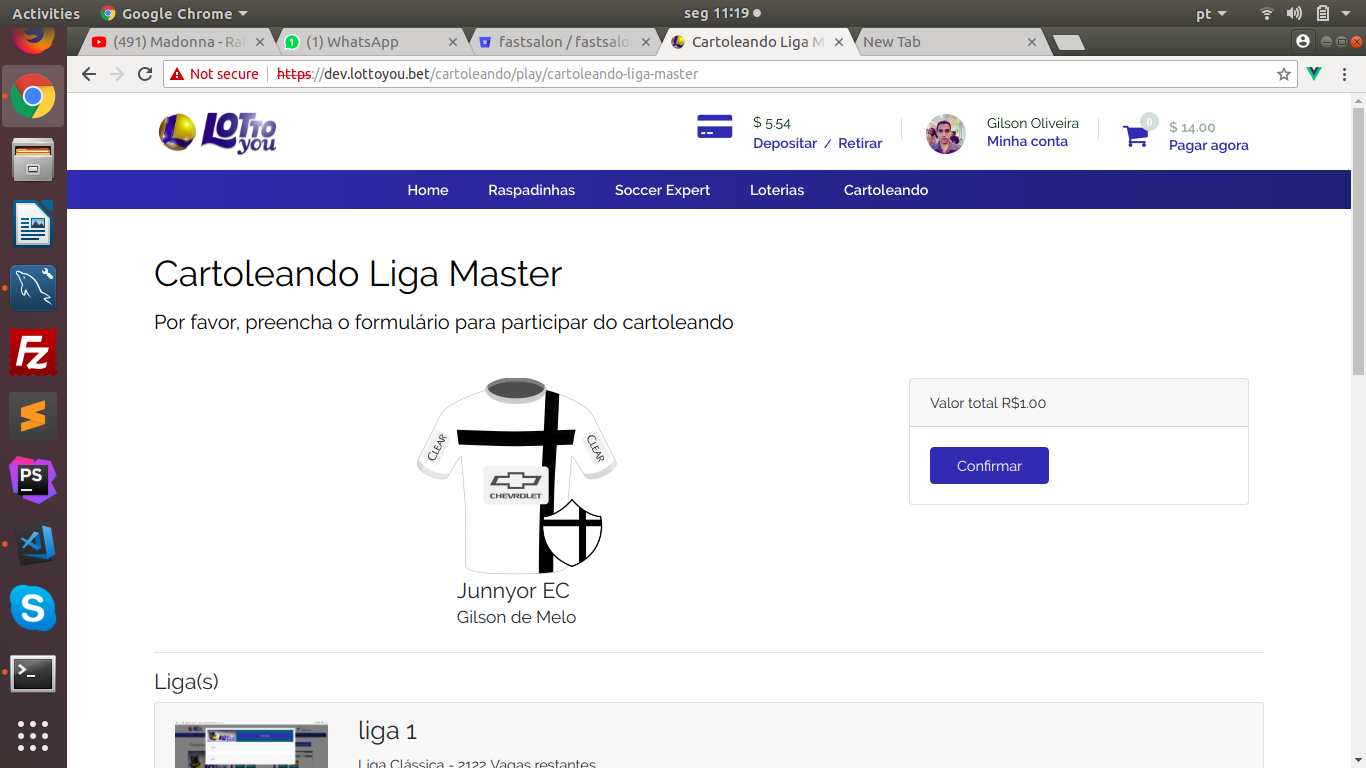 Activities Google Chrome seg 11:19 pt
(491) Madonna - Rai (1) WhatsApp fastsalon / fastsalo Cartoleando Liga M New Tab
Not secure https://dev.lottoyou.bet/cartoleando/play/cartoleando-liga-master
LOTTO you
$ 5.54
Depositar / Retirar
Gilson Oliveira
Minha conta
0
$ 14.00
Pagar agora
Home Raspadinhas Soccer Expert Loterias Cartoleando
Cartoleando Liga Master
Por favor, preencha o formulário para participar do cartoleando
CLEAR CLEAR
CHEVROLET
Valor total R$1.00
Confirmar
Junnyor EC
Gilson de Melo
Liga(s)
liga 1
Liga Clássica - 2122 Vagas restantes
Fz
PS
S